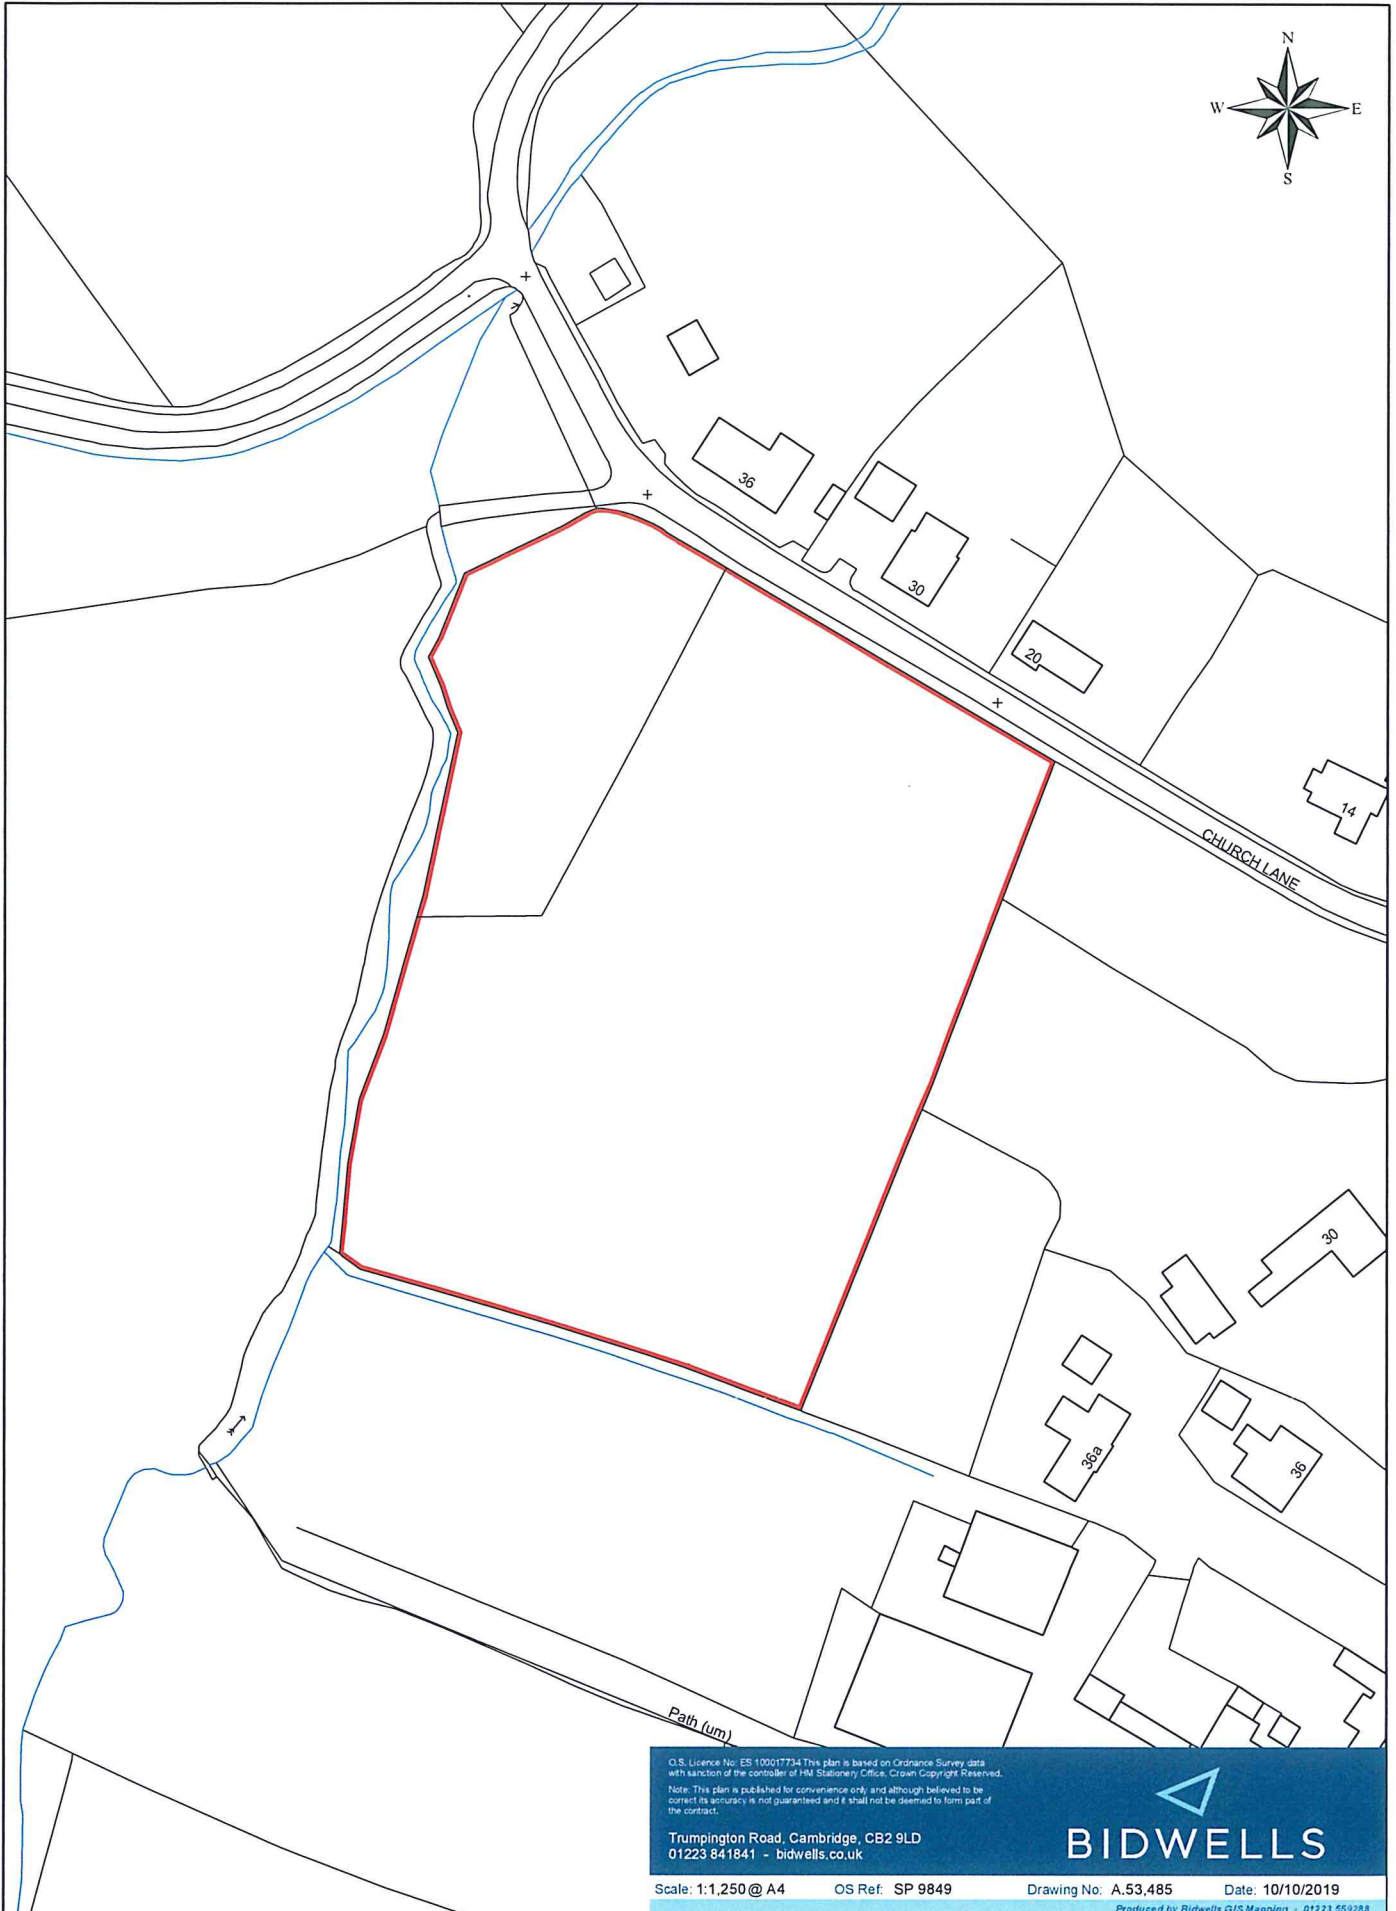 N
W E
S
36
30
20
14
CHURCH LANE
30
36a
36
Path (um)
O.S. Licence No: ES 100017734 This plan is based on Ordnance Survey data
with sanction of the controller of HM Stationery Office, Crown Copyright Reserved.
Note: This plan is published for convenience only and although believed to be
correct its accuracy is not guaranteed and it shall not be deemed to form part of
the contract.
Trumpington Road, Cambridge, CB2 9LD
01223 841841 - bidwells.co.uk
BIDWELLS
Scale: 1:1,250 @ A4 OS Ref: SP 9849 Drawing No: A.53,485 Date: 10/10/2019
Produced by Bidwells GIS Mapping - 01223 559288